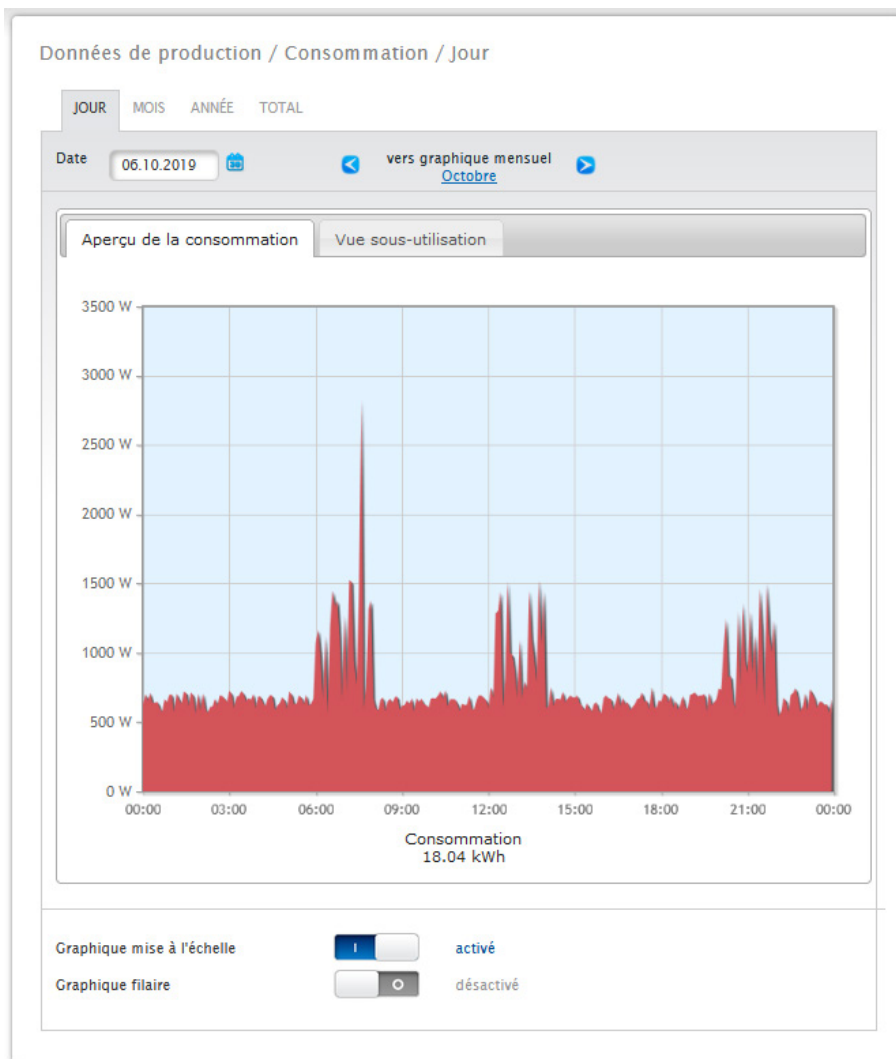 Données de production / Consommation / Jour
JOUR MOIS ANNÉE TOTAL
Date 06.10.2019 vers graphique mensuel
Octobre
Aperçu de la consommation Vue sous-utilisation
3500 W
3000 W
2500 W
2000 W
1500 W
1000 W
500 W
0 W
00:00 03:00 06:00 09:00 12:00 15:00 18:00 21:00 00:00
Consommation
18.04 kWh
Graphique mise à l'échelle I activé
Graphique filaire O désactivé